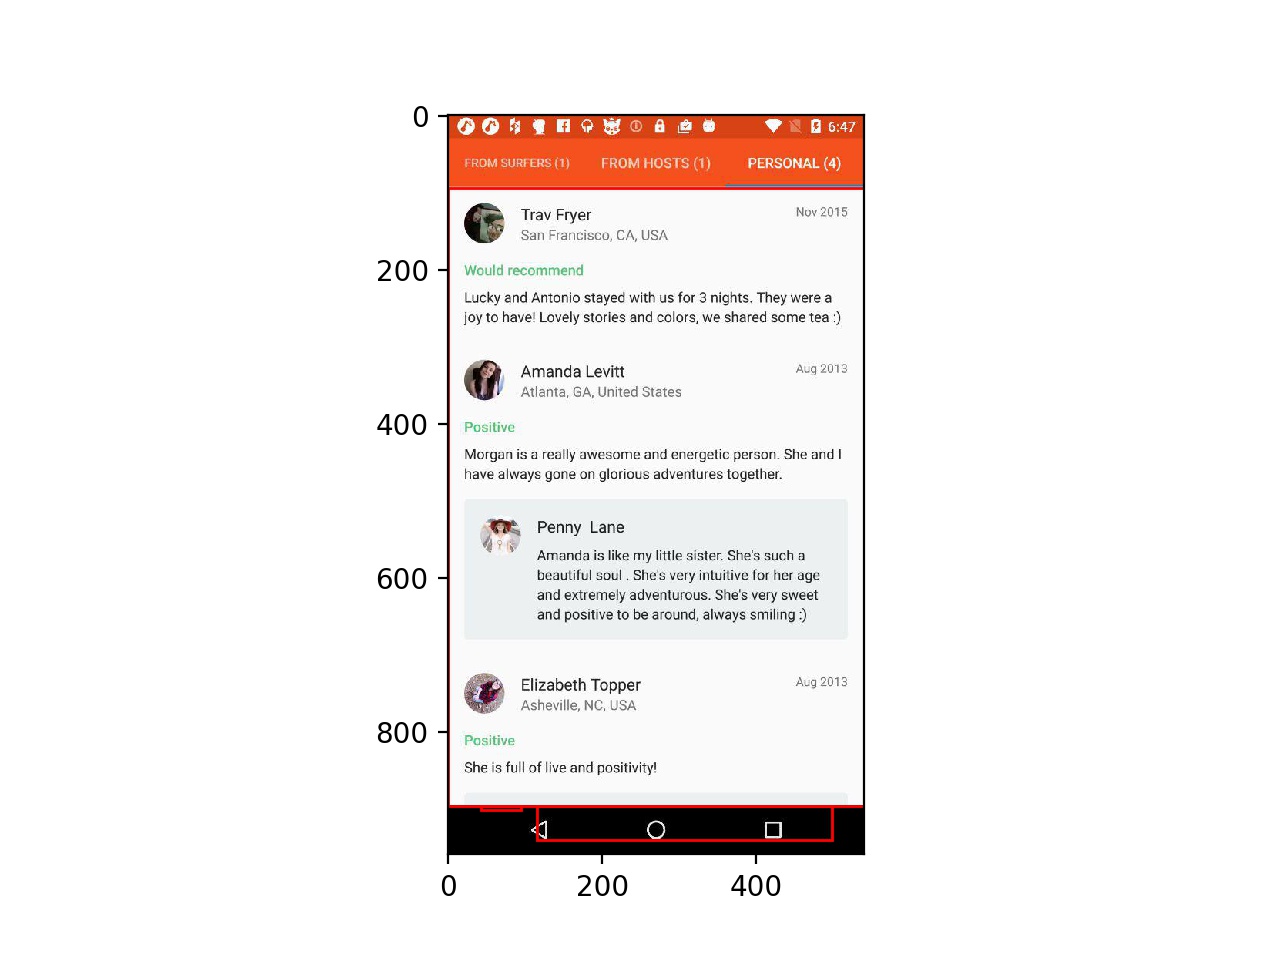 0
6:47
FROM SURFERS (1) FROM HOSTS (1) PERSONAL (4)
Trav Fryer Nov 2015
San Francisco, CA, USA
200
Would recommend
Lucky and Antonio stayed with us for 3 nights. They were a
joy to have! Lovely stories and colors, we shared some tea :)
Amanda Levitt Aug 2013
Atlanta, GA, United States
400
Positive
Morgan is a really awesome and energetic person. She and I
have always gone on glorious adventures together.
Penny Lane
Amanda is like my little sister. She's such a
600
beautiful soul . She's very intuitive for her age
and extremely adventurous. She's very sweet
and positive to be around, always smiling :)
Elizabeth Topper Aug 2013
Asheville, NC, USA
800
Positive
She is full of live and positivity!
0 200 400